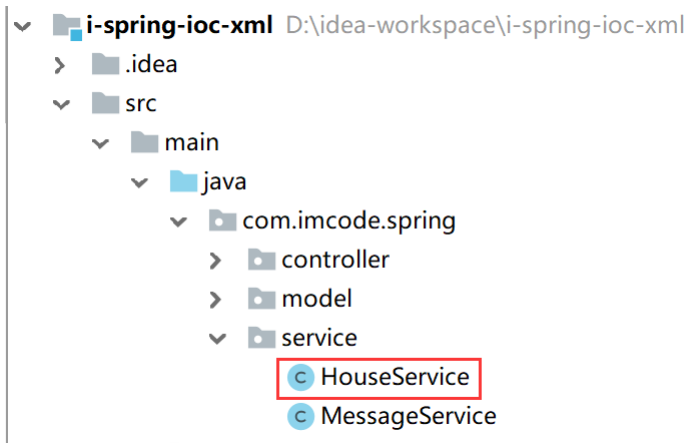 i-spring-ioc-xml D:\idea-workspace\i-spring-ioc-xml
.idea
src
main
java
com.imcode.spring
controller
model
service
C HouseService
C MessageService